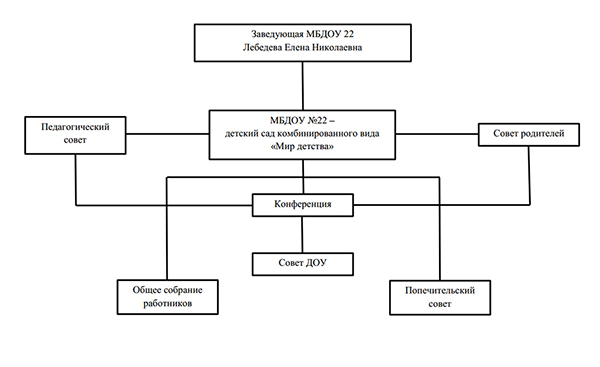 Заведующая МБДОУ 22
Лебедева Елена Николаевна
Педагогический
совет
МБДОУ №22 –
детский сад комбинированного вида
«Мир детства»
Совет родителей
Конференция
Совет ДОУ
Общее собрание
работников
Попечительский
совет